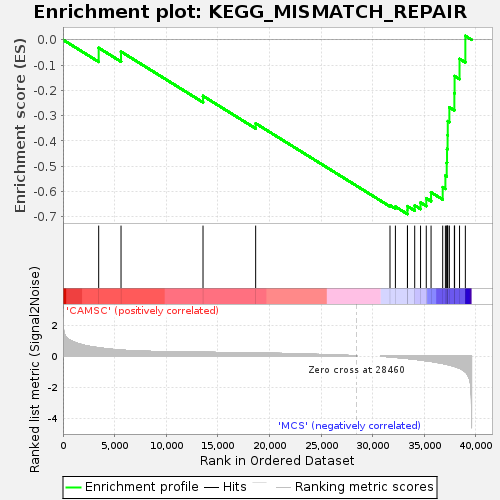 Enrichment plot: KEGG_MISMATCH_REPAIR
Enrichment score (ES)
0.0
-0.1
-0.2
-0.3
-0.4
-0.5
-0.6
-0.7
'CAMSC' (positively correlated)
Ranked list metric (Signal2Noise)
2
0
-2
-4
Zero cross at 28460
'MCS' (negatively correlated)
0 5,000 10,000 15,000 20,000 25,000 30,000 35,000 40,000
Rank in Ordered Dataset
Enrichment profile Hits Ranking metric scores